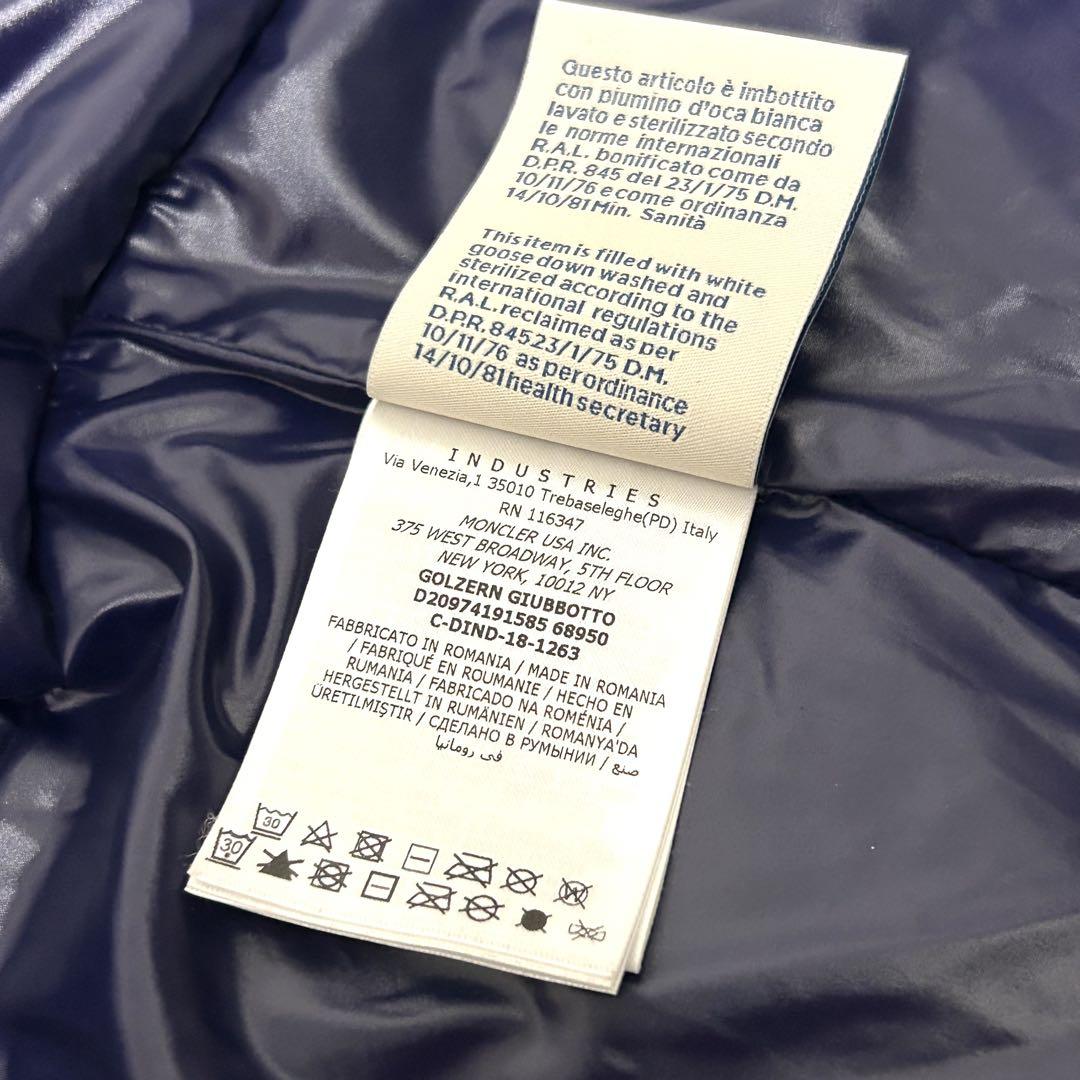 Questo articolo è imbottito
con piumino d'oca bianca
lavato e sterilizzato secondo
le norme internazionali
R.A.L. bonificato come da
D.P.R. 845 del 23/1/75 D.M.
10/11/76 e come ordinanza
14/10/81 Min. Sanità
This item is filled with white
goose down washed and
sterilized according to the
international regulations
R.A.L. reclaimed as per
D.P.R. 84523/1/75 D.M.
10/11/76 as per ordinance
14/10/81 health secretary
INDUSTRIES
Via Venezia,1 35010 Trebaseleghe(PD) Italy
RN 116347
MONCLER USA INC.
375 WEST BROADWAY, 5TH FLOOR
NEW YORK, 10012 NY
GOLZERN GIUBBOTTO
D20974191585 68950
C-DIND-18-1263
FABBRICATO IN ROMANIA / MADE IN ROMANIA
/ FABRIQUÉ EN ROUMANIE / HECHO EN
RUMANIA / FABRICADO NA ROMÉNIA /
HERGESTELLT IN RUMÄNIEN / ROMANYA'DA
ÜRETILMIŞTIR / СДЕЛАНО В РУМЫНИИ / صنع
في رومانيا
30
W
30